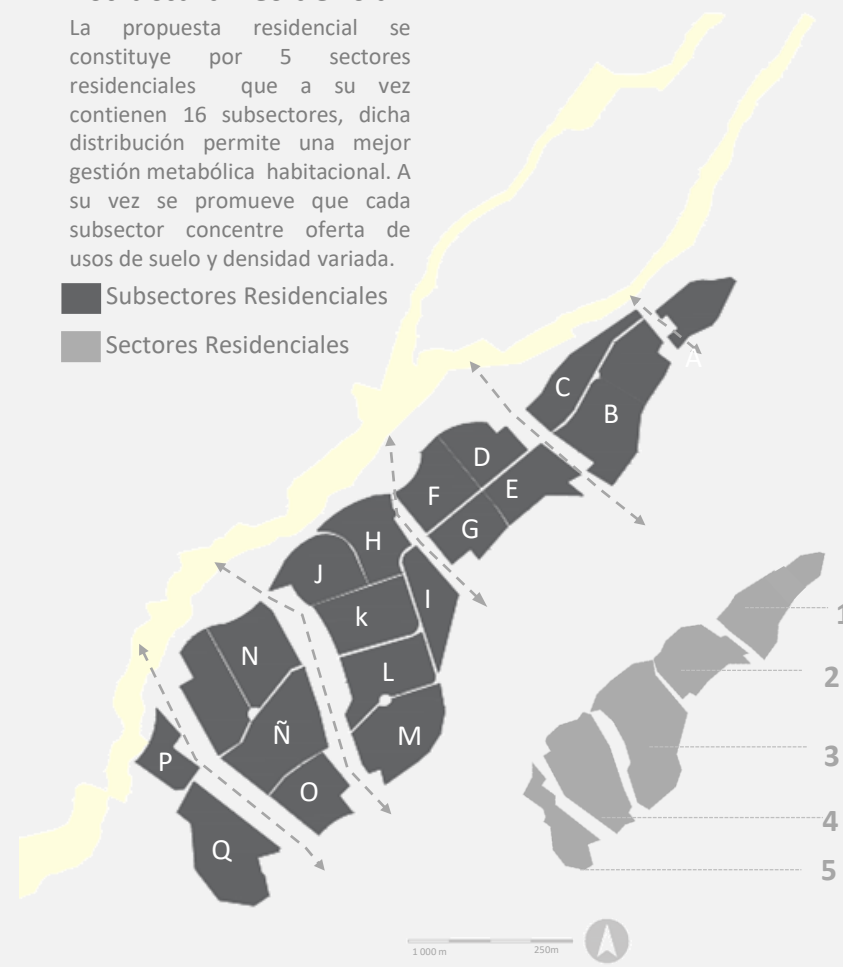 La propuesta residencial se
constituye por 5 sectores
residenciales que a su vez
contienen 16 subsectores, dicha
distribución permite una mejor
gestión metabólica habitacional. A
su vez se promueve que cada
subsector concentre oferta de
usos de suelo y densidad variada.
Subsectores Residenciales
Sectores Residenciales
A
C
B
D
E
F
G
H
J
I
k
L
M
N
Ñ
O
P
Q
1
2
3
4
5
1 000 m 250m